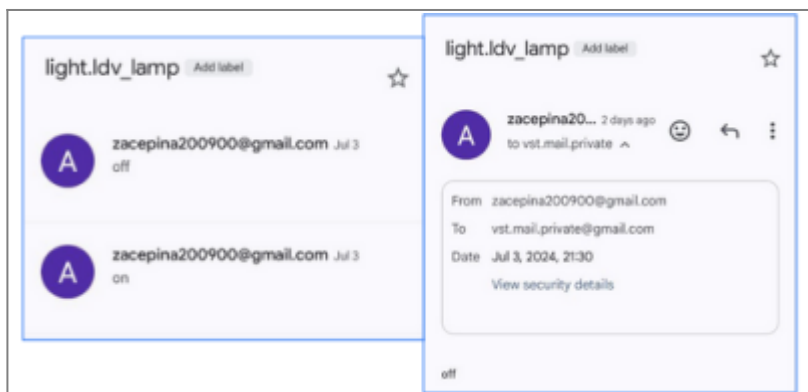 light.ldv_lamp Add label
zacepina200900@gmail.com Jul 3
off
A
zacepina200900@gmail.com Jul 3
on
A
light.ldv_lamp Add label
zacepina20... 2 days ago
A
to vst.mail.private
From zacepina200900@gmail.com
To vst.mail.private@gmail.com
Date Jul 3, 2024, 21:30
View security details
off